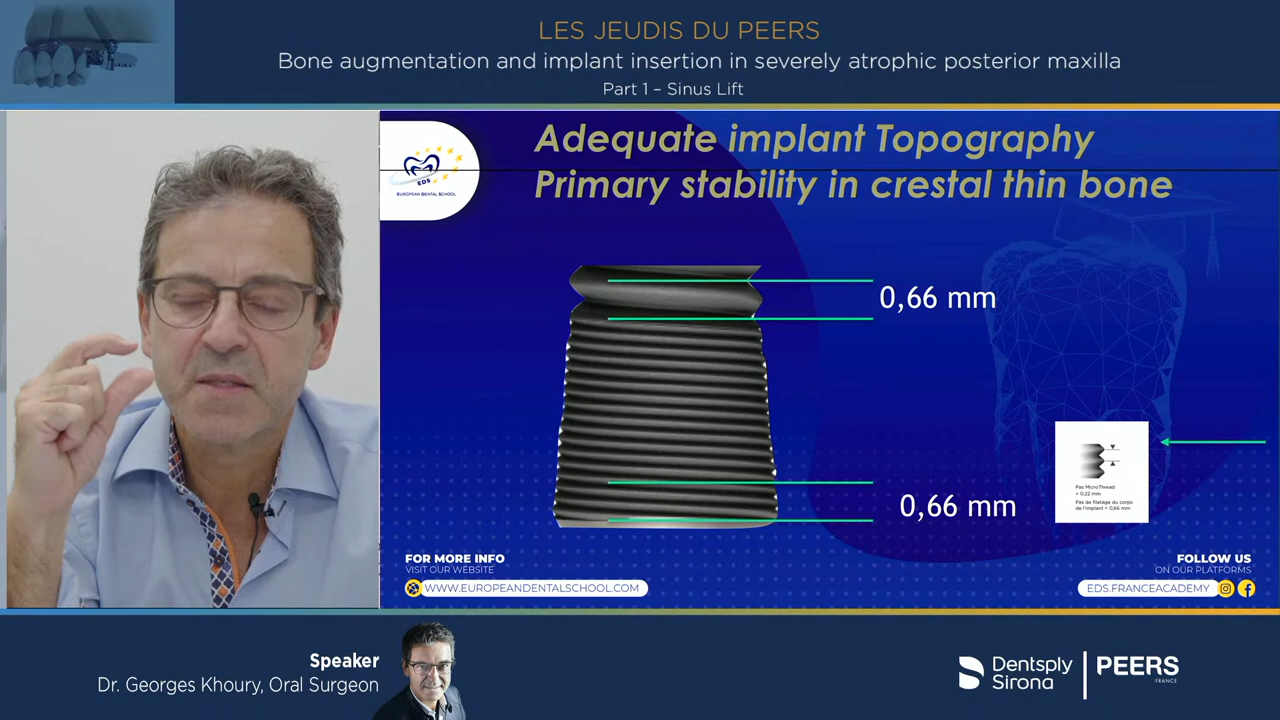 LES JEUDIS DU PEERS
Bone augmentation and implant insertion in severely atrophic posterior maxilla
Part 1 – Sinus Lift
EDS
EUROPEAN DENTAL SCHOOL
Adequate implant Topography
Primary stability in crestal thin bone
0,66 mm
0,66 mm
Pas MicroThread
= 0,22 mm
Pas de filetage du corps
de l'implant = 0,66 mm
FOR MORE INFO
VISIT OUR WEBSITE
WWW.EUROPEANDENTALSCHOOL.COM
FOLLOW US
ON OUR PLATFORMS
EDS.FRANCEACADEMY
Speaker
Dr. Georges Khoury, Oral Surgeon
Dentsply
Sirona
PEERS
FRANCE